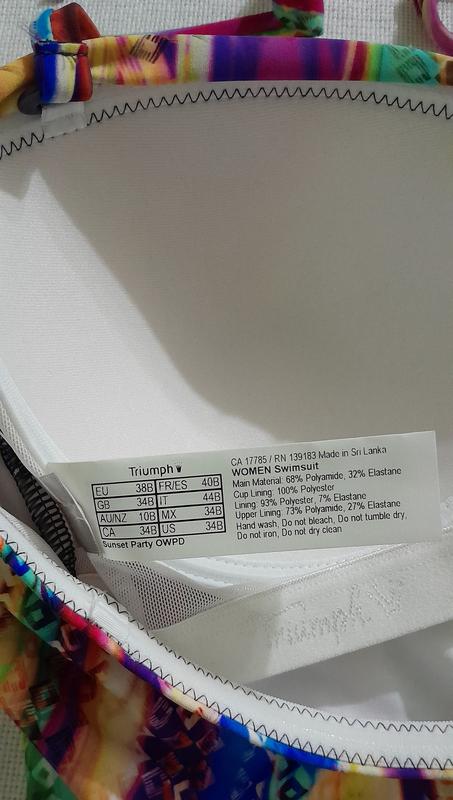 Triumph
EU 38B FR/ES 40B
GB 34B IT 44B
AU/NZ 10B MX 34B
CA 34B US 34B
Sunset Party OWPD
CA 17785 / RN 139183 Made in Sri Lanka
WOMEN Swimsuit
Main Material: 68% Polyamide, 32% Elastane
Cup Lining: 100% Polyester
Lining: 93% Polyester, 7% Elastane
Upper Lining: 73% Polyamide, 27% Elastane
Hand wash, Do not bleach, Do not tumble dry,
Do not iron, Do not dry clean
Triumph